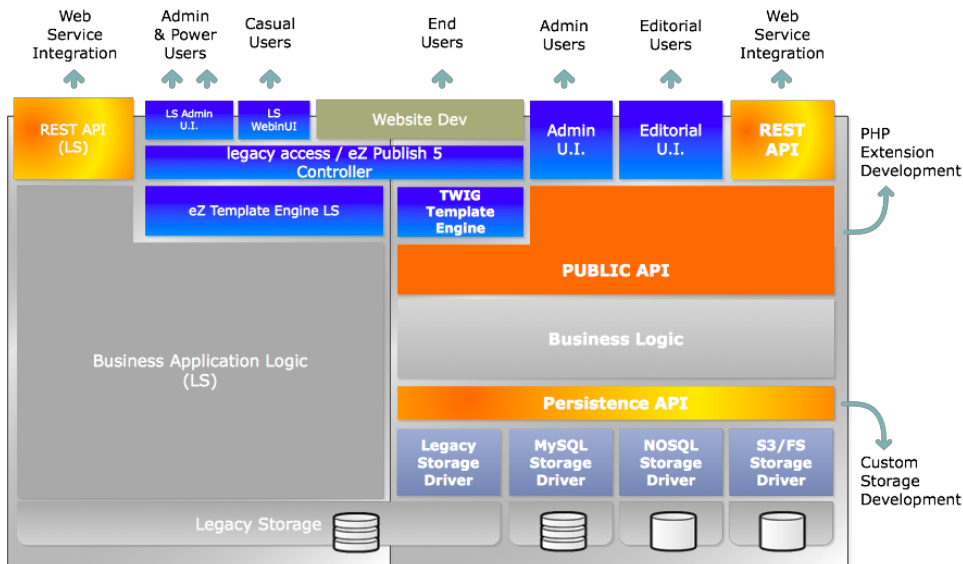 Web
Service
Integration
Admin
& Power
Users
Casual
Users
End
Users
Admin
Users
Editorial
Users
Web
Service
Integration
REST API
(LS)
LS Admin
U.I.
LS
WebinUI
Website Dev
Admin
U.I.
Editorial
U.I.
REST
API
PHP
Extension
Development
legacy access / eZ Publish 5
Controller
eZ Template Engine LS
TWIG
Template
Engine
PUBLIC API
Business Logic
Business Application Logic
(LS)
Persistence API
Legacy
Storage
Driver
MySQL
Storage
Driver
NOSQL
Storage
Driver
S3/FS
Storage
Driver
Custom
Storage
Development
Legacy Storage